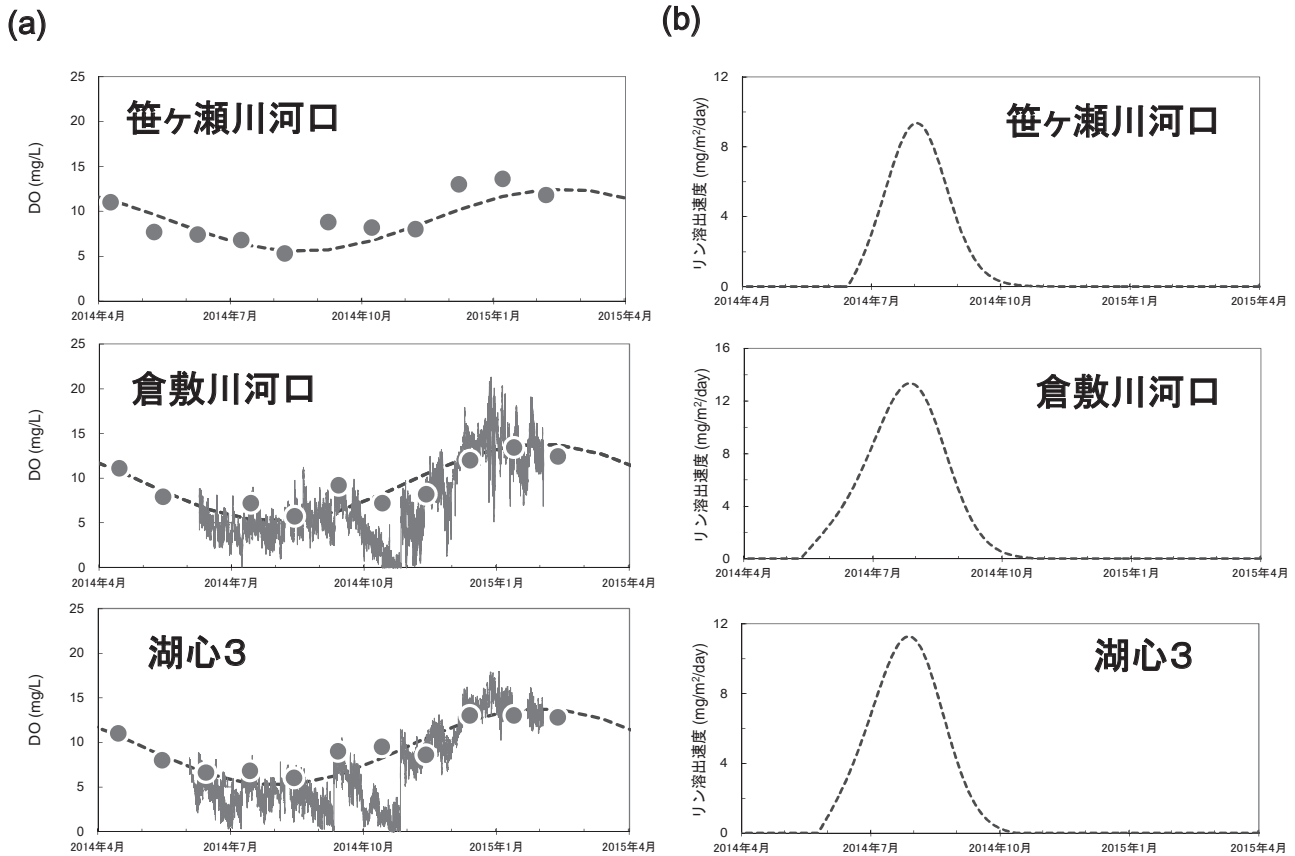 (a)
25
20
15
10
5
0
DO (mg/L)
笹ヶ瀬川河口
2014年4月
2014年7月
2014年10月
2015年1月
2015年4月
25
20
15
10
5
0
DO (mg/L)
倉敷川河口
2014年4月
2014年7月
2014年10月
2015年1月
2015年4月
25
20
15
10
5
0
DO (mg/L)
湖心3
2014年4月
2014年7月
2014年10月
2015年1月
2015年4月
(b)
12
8
4
0
リン溶出速度 (mg/m²/day)
笹ヶ瀬川河口
2014年4月
2014年7月
2014年10月
2015年1月
2015年4月
16
12
8
4
0
リン溶出速度 (mg/m²/day)
倉敷川河口
2014年4月
2014年7月
2014年10月
2015年1月
2015年4月
12
8
4
0
リン溶出速度 (mg/m²/day)
湖心3
2014年4月
2014年7月
2014年10月
2015年1月
2015年4月